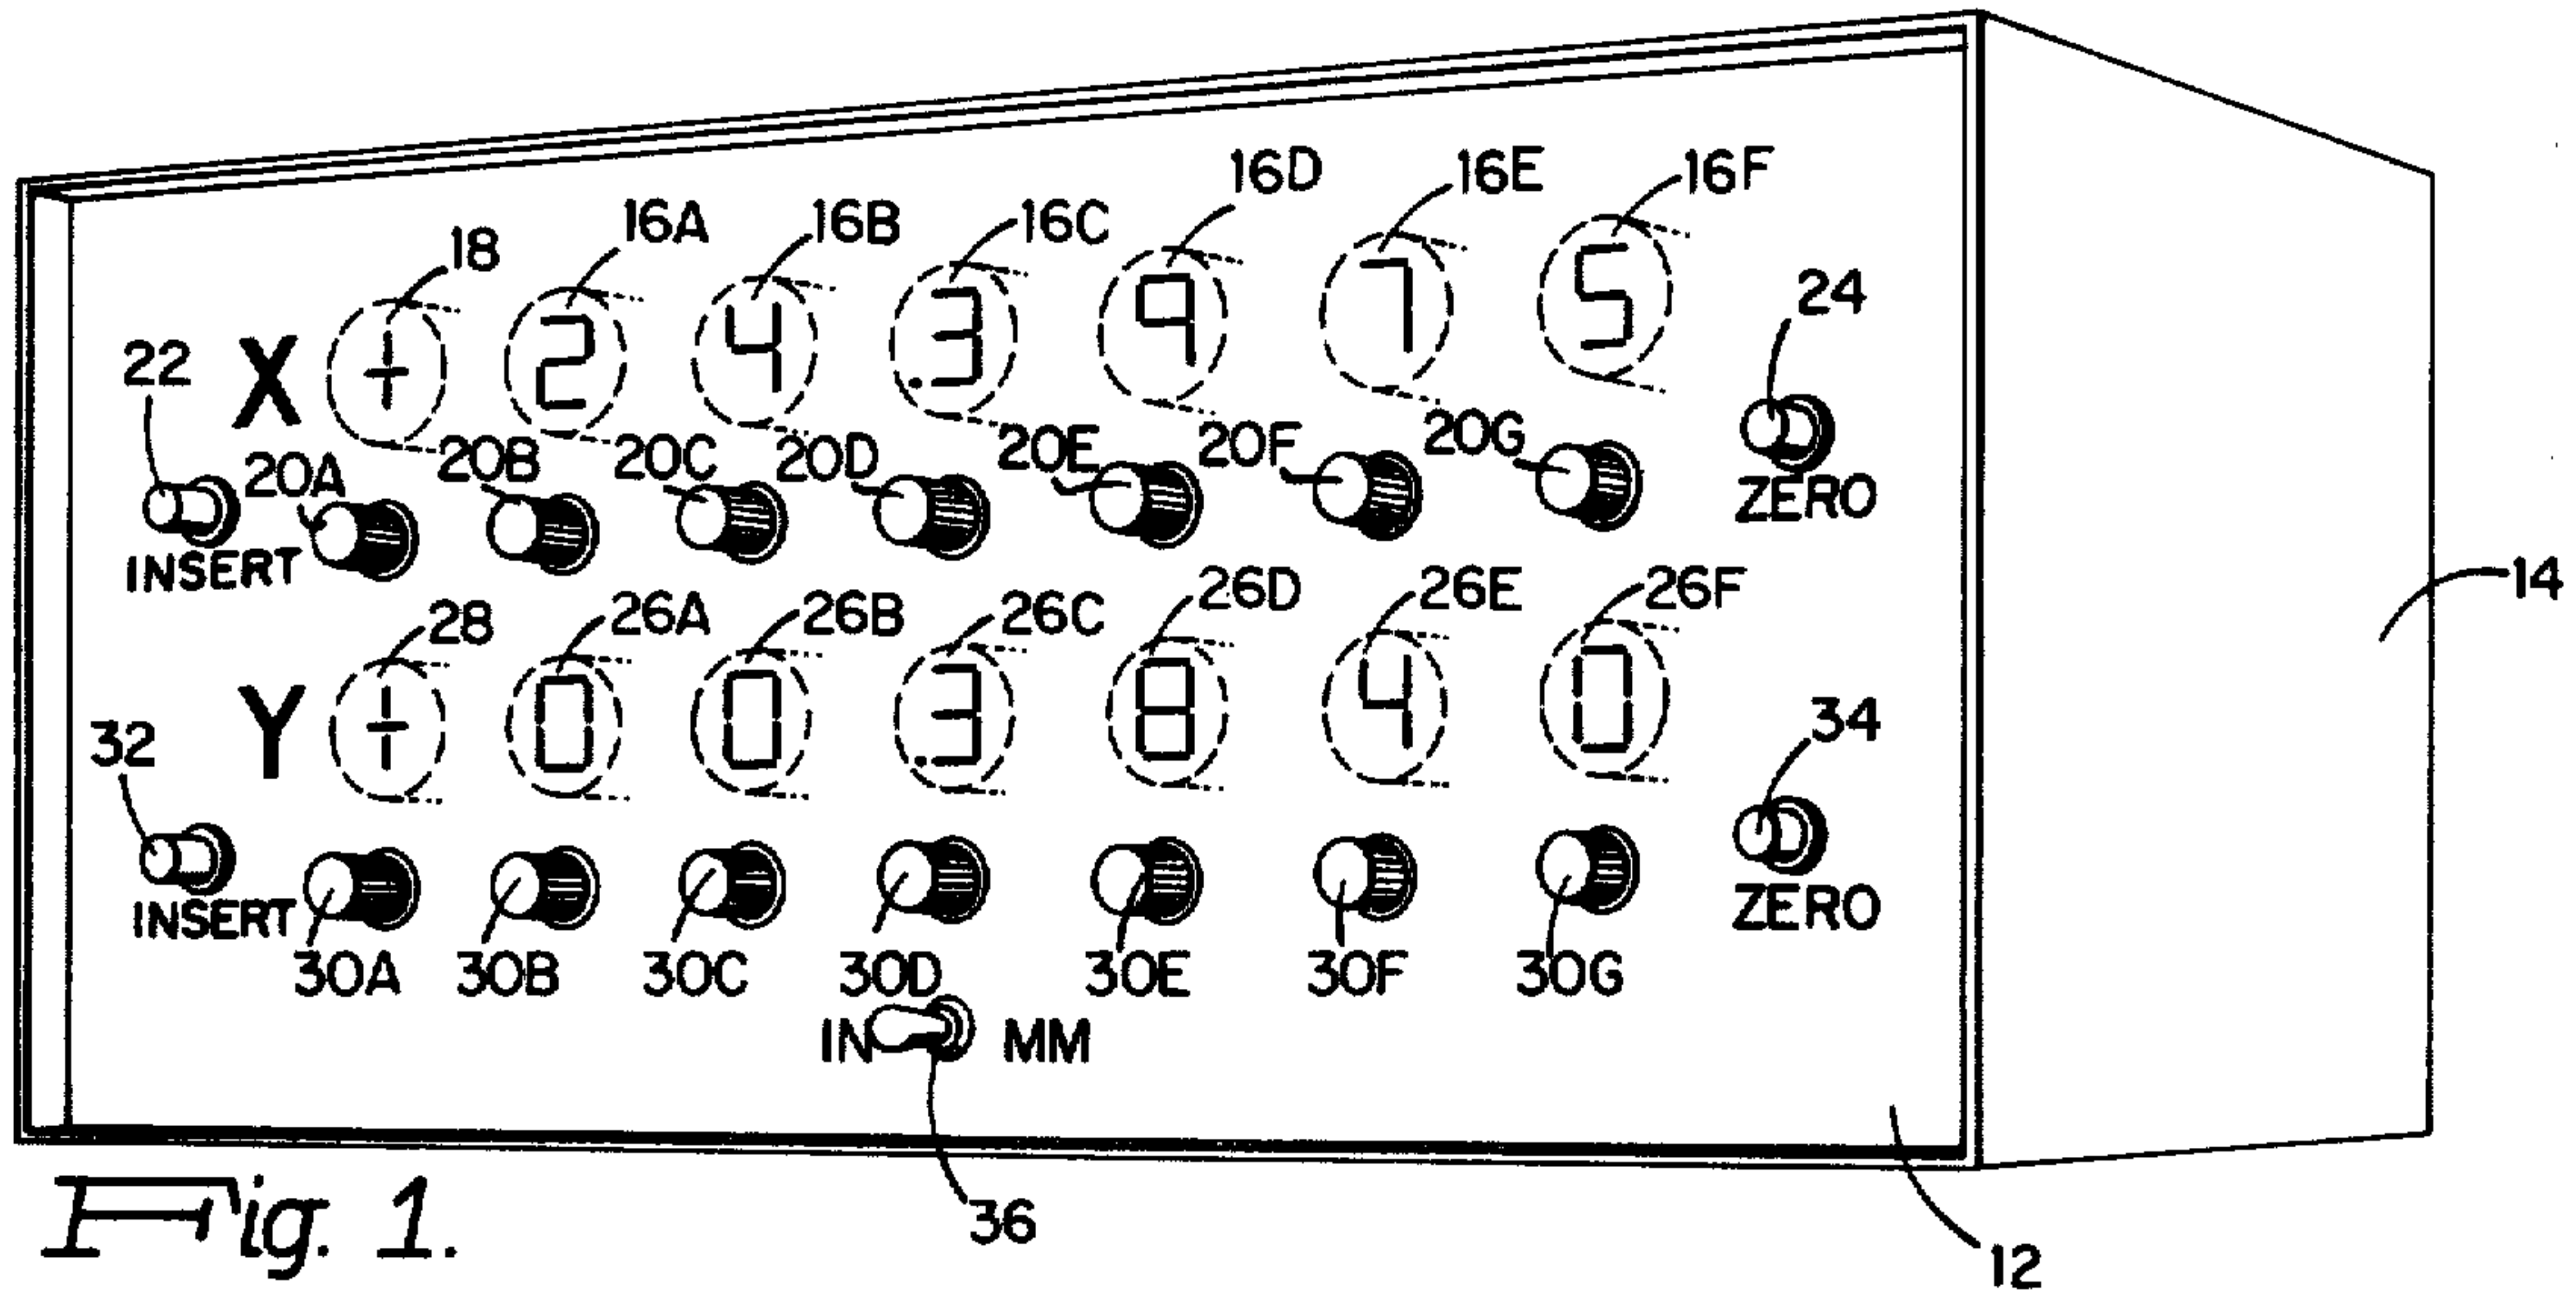 16D 16E 16F
18 16A 16B 16C
+ 2 4 .3 9 7 5
22 X 24
20A 20B 20C 20D 20E 20F 20G
ZERO
INSERT
28 26A 26B 26C 26D 26E 26F
14
+ 0 0 .3 8 4 0
32 Y 34
INSERT ZERO
30A 30B 30C 30D 30E 30F 30G
IN MM
Fig. 1.
36
12